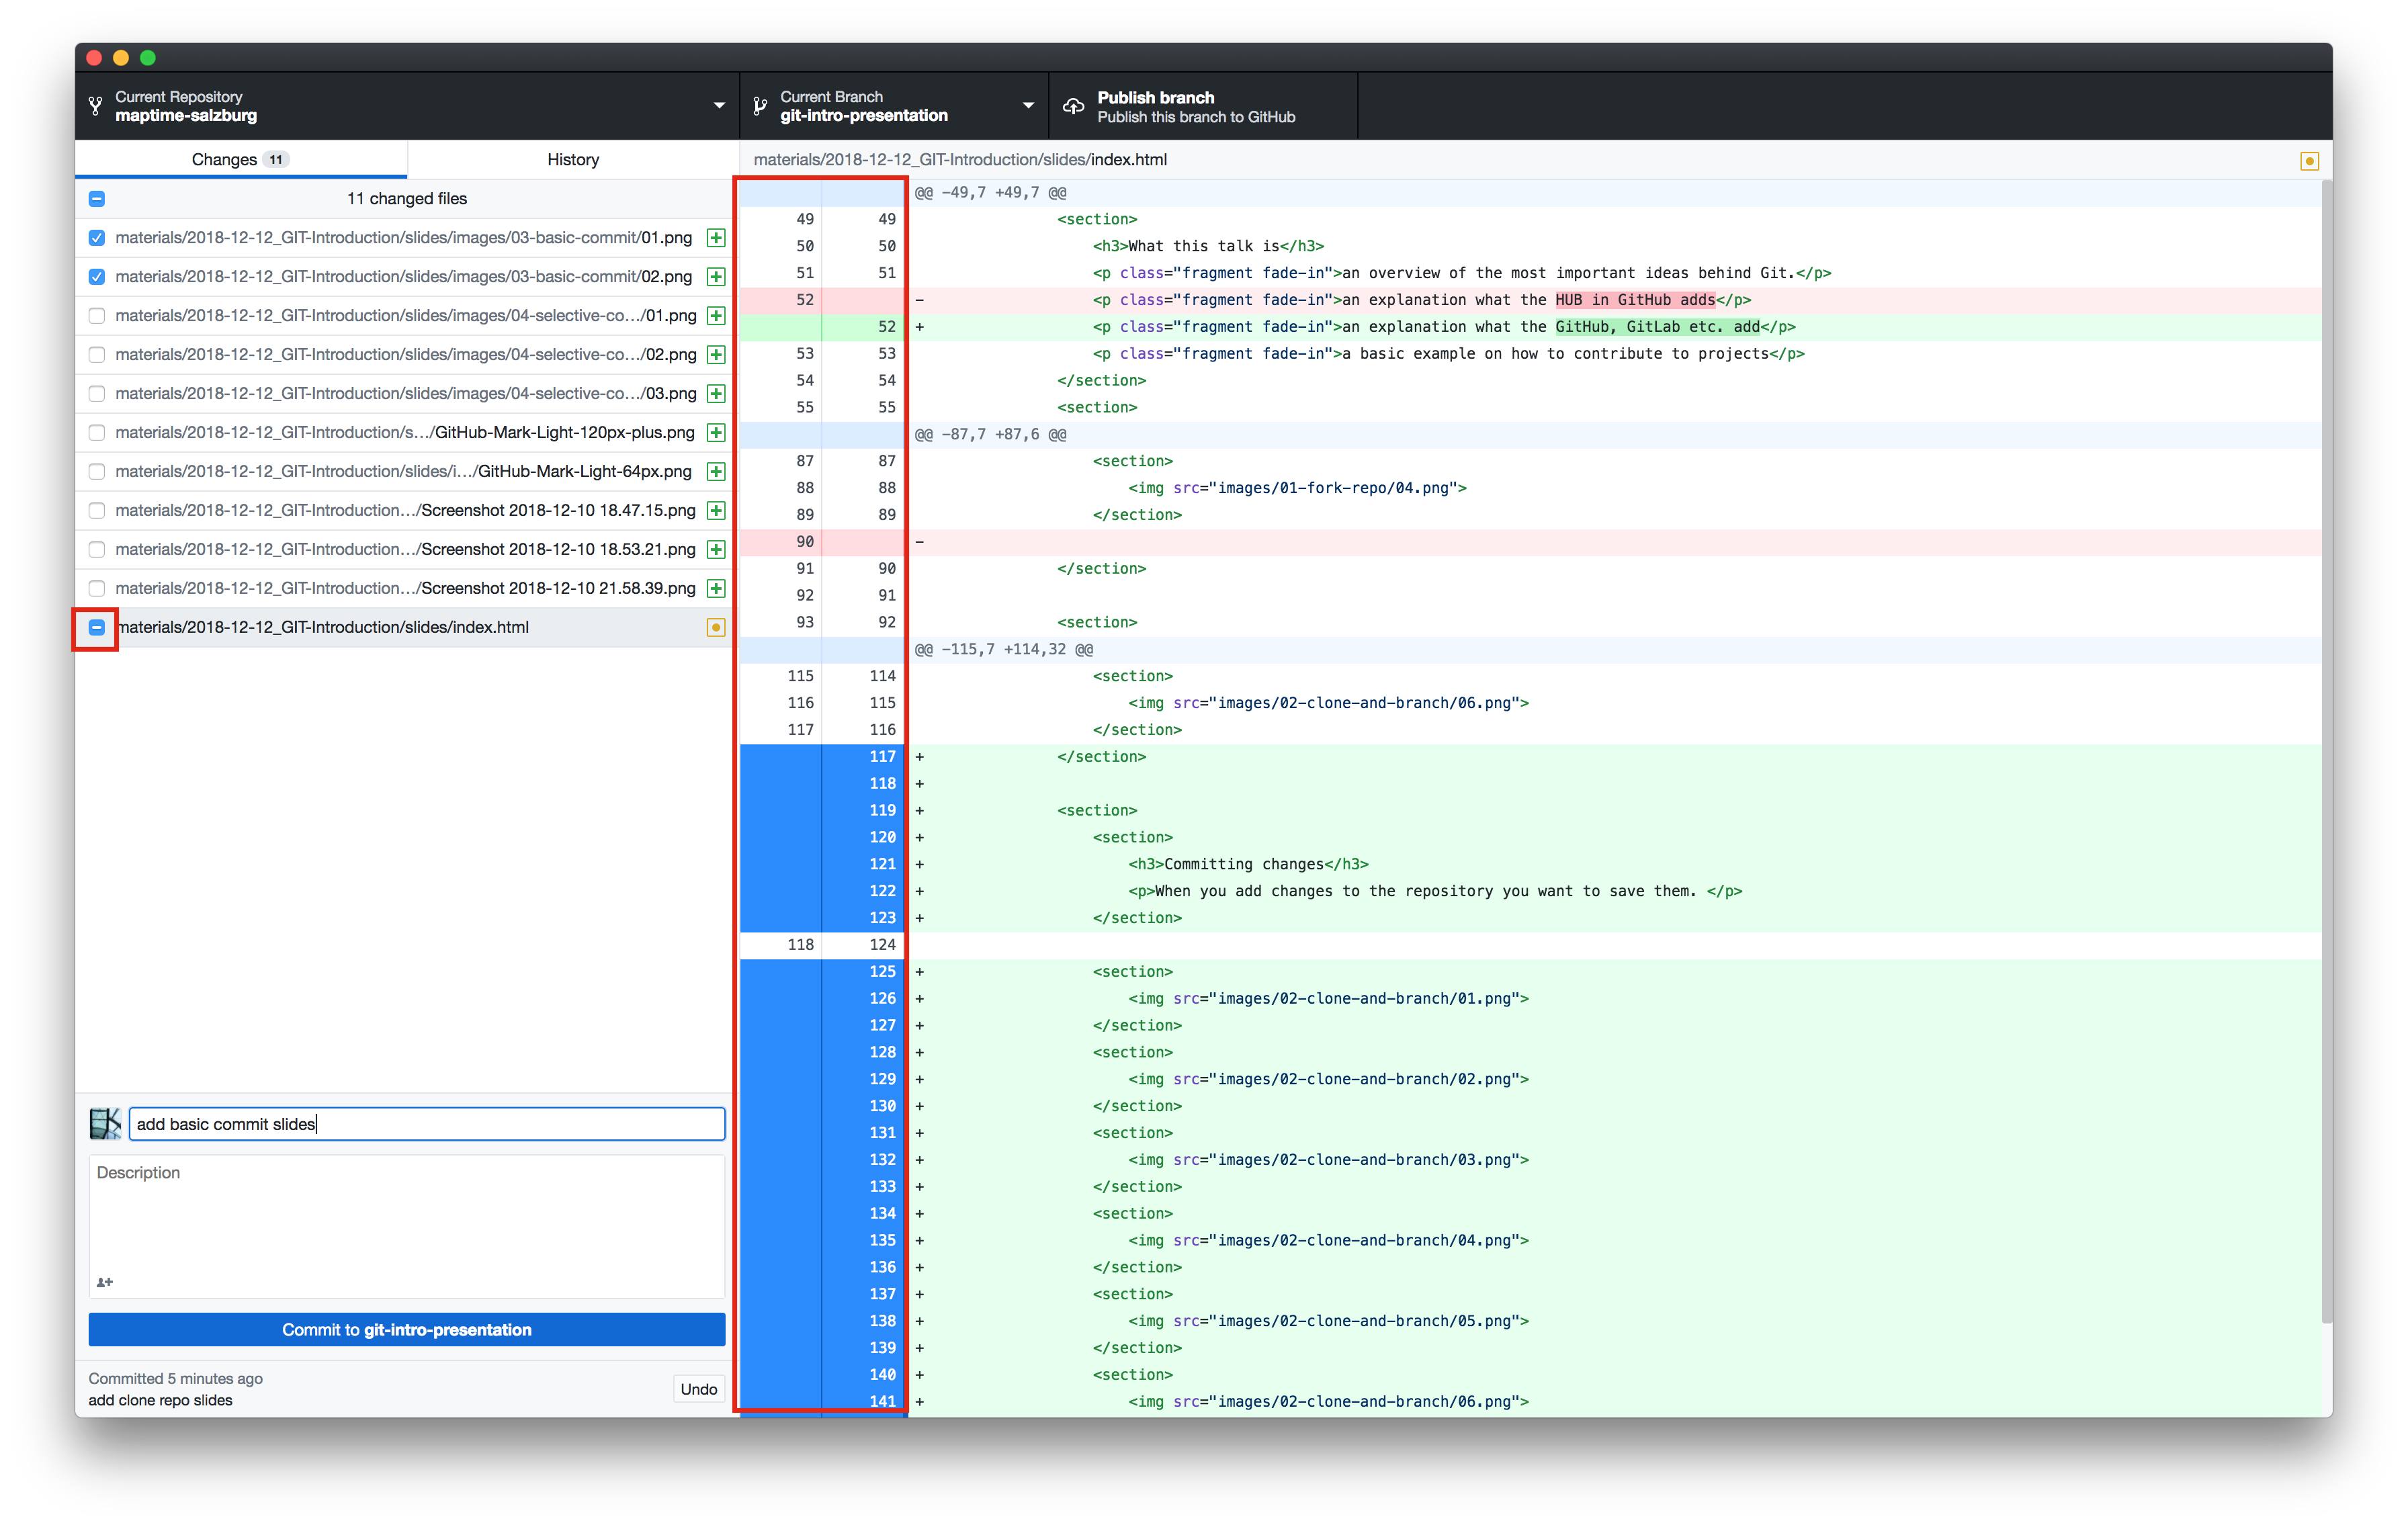 Current Repository
maptime-salzburg
Current Branch
git-intro-presentation
Publish branch
Publish this branch to GitHub
Changes 11
History
11 changed files
materials/2018-12-12_GIT-Introduction/slides/images/03-basic-commit/01.png
materials/2018-12-12_GIT-Introduction/slides/images/03-basic-commit/02.png
materials/2018-12-12_GIT-Introduction/slides/images/04-selective-co…/01.png
materials/2018-12-12_GIT-Introduction/slides/images/04-selective-co…/02.png
materials/2018-12-12_GIT-Introduction/slides/images/04-selective-co…/03.png
materials/2018-12-12_GIT-Introduction/s…/GitHub-Mark-Light-120px-plus.png
materials/2018-12-12_GIT-Introduction/slides/i…/GitHub-Mark-Light-64px.png
materials/2018-12-12_GIT-Introduction…/Screenshot 2018-12-10 18.47.15.png
materials/2018-12-12_GIT-Introduction…/Screenshot 2018-12-10 18.53.21.png
materials/2018-12-12_GIT-Introduction…/Screenshot 2018-12-10 21.58.39.png
materials/2018-12-12_GIT-Introduction/slides/index.html
add basic commit slides
Description
Commit to git-intro-presentation
Committed 5 minutes ago
add clone repo slides
Undo
materials/2018-12-12_GIT-Introduction/slides/index.html
@@ -49,7 +49,7 @@
49 49 <section>
50 50 <h3>What this talk is</h3>
51 51 <p class="fragment fade-in">an overview of the most important ideas behind Git.</p>
52 - <p class="fragment fade-in">an explanation what the HUB in GitHub adds</p>
52 + <p class="fragment fade-in">an explanation what the GitHub, GitLab etc. add</p>
53 53 <p class="fragment fade-in">a basic example on how to contribute to projects</p>
54 54 </section>
55 55 <section>
@@ -87,7 +87,6 @@
87 87 <section>
88 88 <img src="images/01-fork-repo/04.png">
89 89 </section>
90 -
91 90 </section>
92 91
93 92 <section>
@@ -115,7 +114,32 @@
115 114 <section>
116 115 <img src="images/02-clone-and-branch/06.png">
117 116 </section>
117 + </section>
118 +
119 + <section>
120 + <section>
121 + <h3>Committing changes</h3>
122 + <p>When you add changes to the repository you want to save them. </p>
123 + </section>
118 124
125 + <section>
126 + <img src="images/02-clone-and-branch/01.png">
127 + </section>
128 + <section>
129 + <img src="images/02-clone-and-branch/02.png">
130 + </section>
131 + <section>
132 + <img src="images/02-clone-and-branch/03.png">
133 + </section>
134 + <section>
135 + <img src="images/02-clone-and-branch/04.png">
136 + </section>
137 + <section>
138 + <img src="images/02-clone-and-branch/05.png">
139 + </section>
140 + <section>
141 + <img src="images/02-clone-and-branch/06.png">